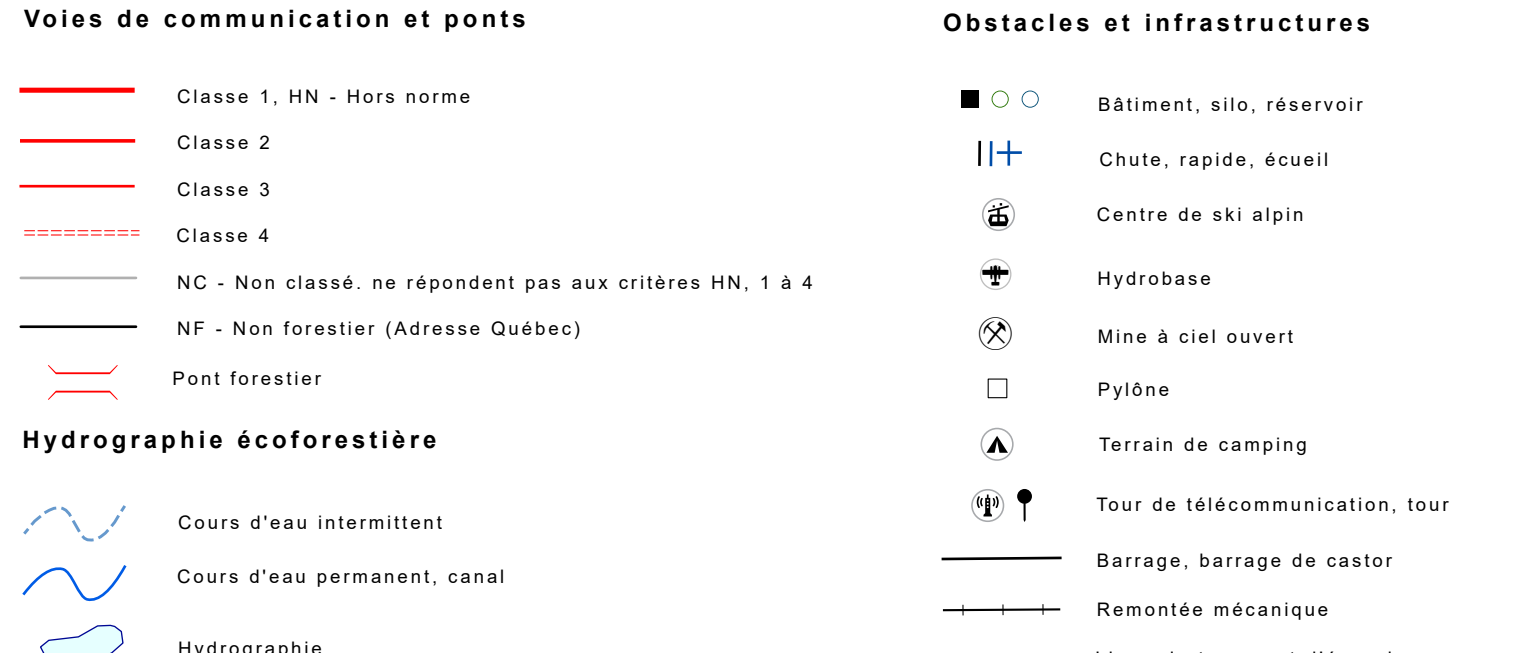 Voies de communication et ponts
Classe 1, HN - Hors norme
Classe 2
Classe 3
Classe 4
NC - Non classé. ne répondent pas aux critères HN, 1 à 4
NF - Non forestier (Adresse Québec)
Pont forestier
Hydrographie écoforestière
Cours d'eau intermittent
Cours d'eau permanent, canal
Hydrographie
Obstacles et infrastructures
Bâtiment, silo, réservoir
Chute, rapide, écueil
Centre de ski alpin
Hydrobase
Mine à ciel ouvert
Pylône
Terrain de camping
Tour de télécommunication, tour
Barrage, barrage de castor
Remontée mécanique